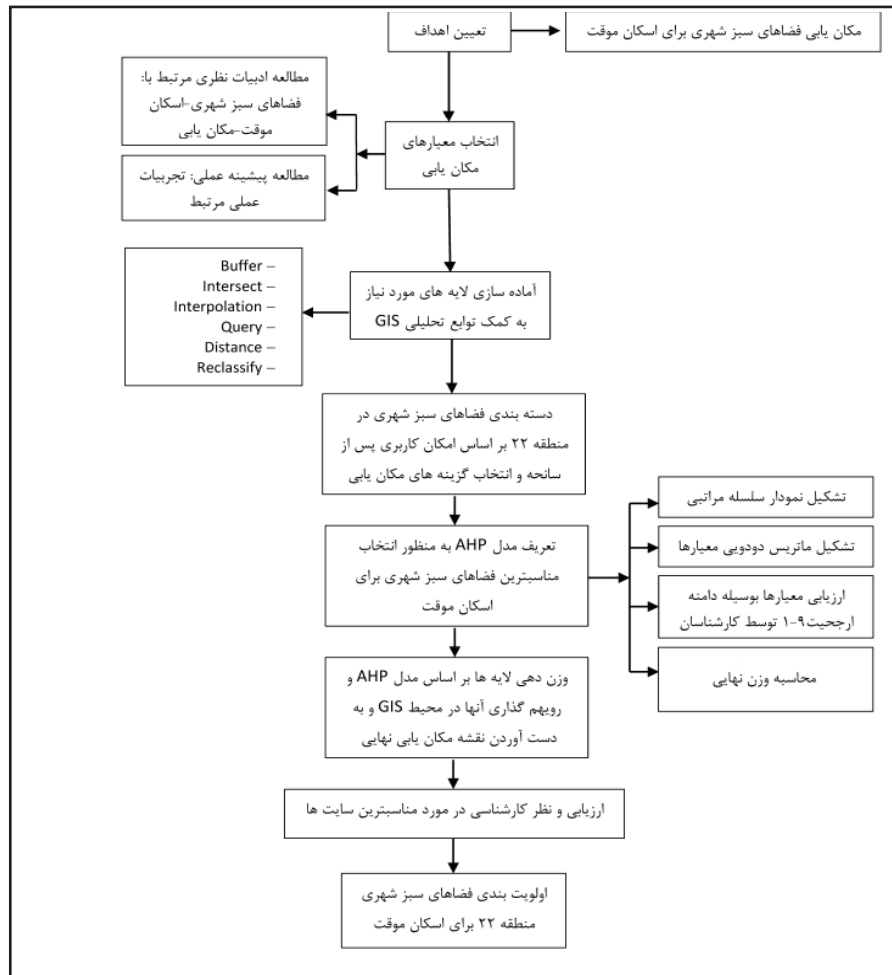 تعیین اهداف
مکان یابی فضاهای سبز شهری برای اسکان موقت
مطالعه ادبیات نظری مرتبط با:
فضاهای سبز شهری-اسکان
موقت-مکان یابی
انتخاب معیارهای
مکان یابی
مطالعه پیشینه عملی: تجربیات
عملی مرتبط
آماده سازی لایه های مورد نیاز
به کمک توابع تحلیلی GIS
Buffer –
Intersect –
Interpolation –
Query –
Distance –
Reclassify –
دسته بندی فضاهای سبز شهری در
منطقه ۲۲ بر اساس امکان کاربری پس از
سانحه و انتخاب گزینه های مکان یابی
تعریف مدل AHP به منظور انتخاب
مناسبترین فضاهای سبز شهری برای
اسکان موقت
تشکیل نمودار سلسله مراتبی
تشکیل ماتریس دودویی معیارها
ارزیابی معیارها بوسیله دامنه
ارجحیت۹-۱ توسط کارشناسان
محاسبه وزن نهایی
وزن دهی لایه ها بر اساس مدل AHP و
رویهم گذاری آنها در محیط GIS و به
دست آوردن نقشه مکان یابی نهایی
ارزیابی و نظر کارشناسی در مورد مناسبترین سایت ها
اولویت بندی فضاهای سبز شهری
منطقه ۲۲ برای اسکان موقت